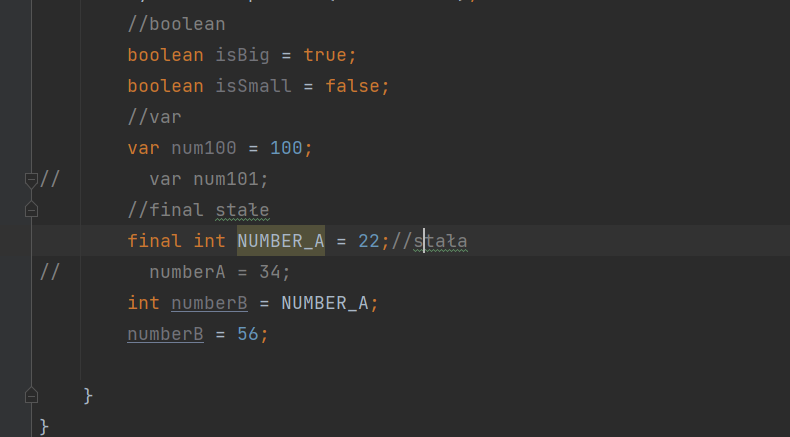 //boolean
boolean isBig = true;
boolean isSmall = false;
//var
var num100 = 100;
// var num101;
//final stałe
final int NUMBER_A = 22;//stała
// numberA = 34;
int numberB = NUMBER_A;
numberB = 56;
}
}